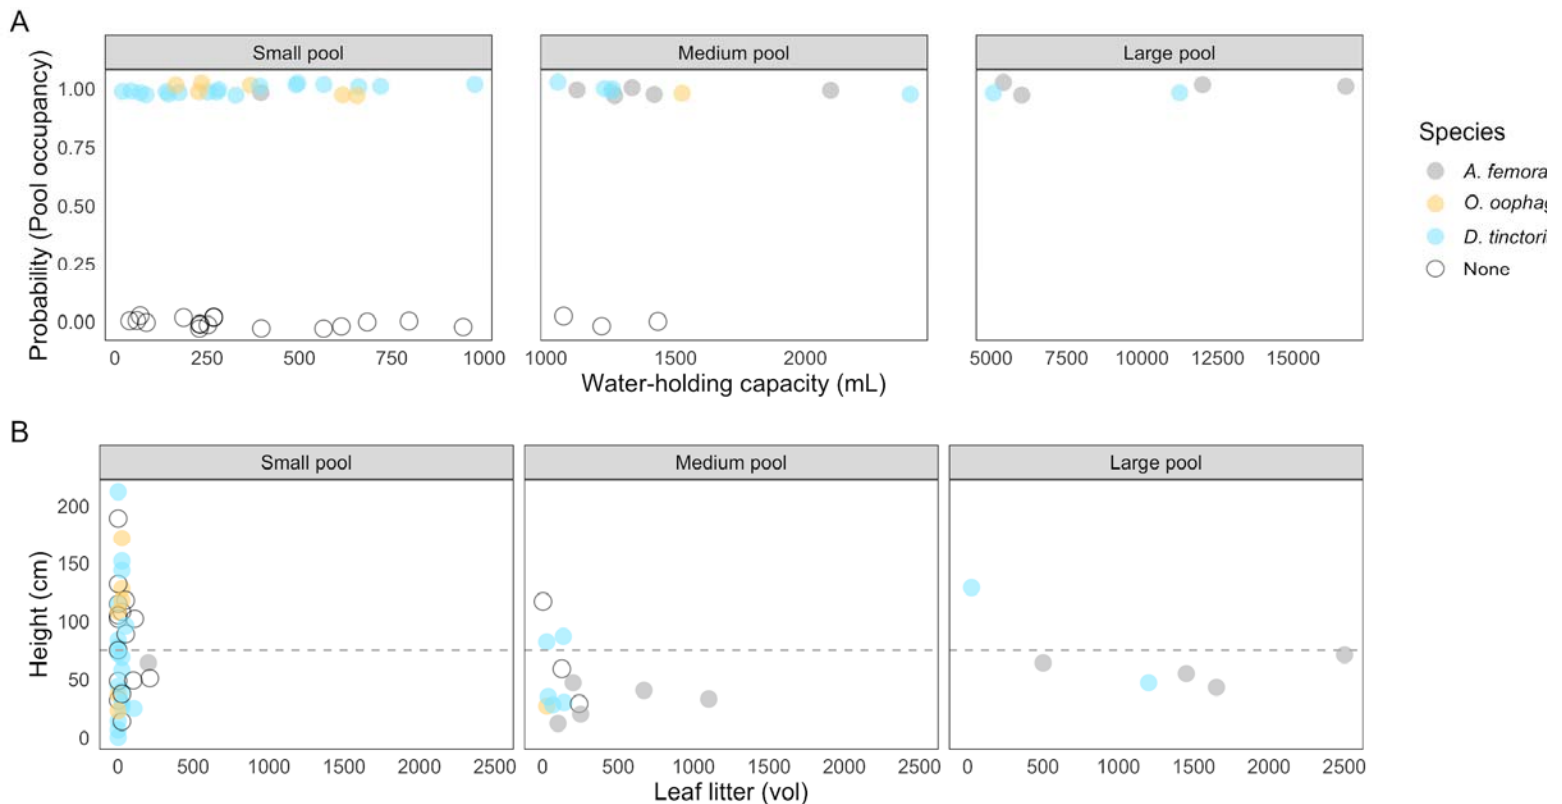 A
Small pool Medium pool Large pool
Probability (Pool occupancy)
1.00
0.75
0.50
0.25
0.00
0 250 500 750 1000
1000 1500 2000
5000 7500 10000 12500 15000
Water-holding capacity (mL)
Species
A. femora
O. oophag
D. tinctori
None
B
Small pool Medium pool Large pool
Height (cm)
200
150
100
50
0
0 500 1000 1500 2000 2500
0 500 1000 1500 2000 2500
0 500 1000 1500 2000 2500
Leaf litter (vol)